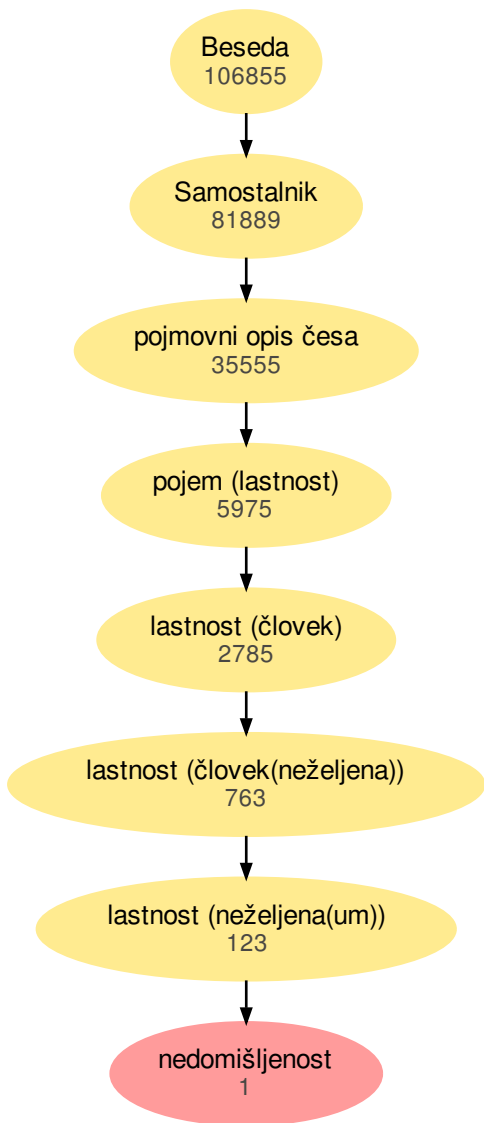 Beseda
106855
Samostalnik
81889
pojmovni opis česa
35555
pojem (lastnost)
5975
lastnost (človek)
2785
lastnost (človek(neželjena))
763
lastnost (neželjena(um))
123
nedomišljenost
1